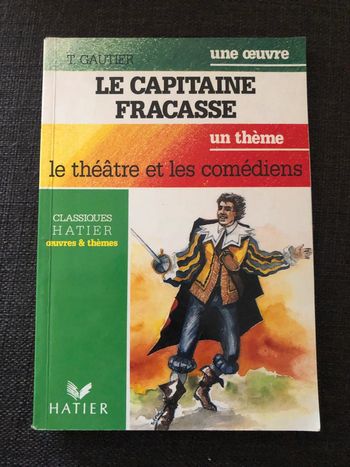 une œuvre
T. GAUTIER
LE CAPITAINE
FRACASSE
un thème
le théâtre et les comédiens
CLASSIQUES
HATIER
œuvres & thèmes
HATIER